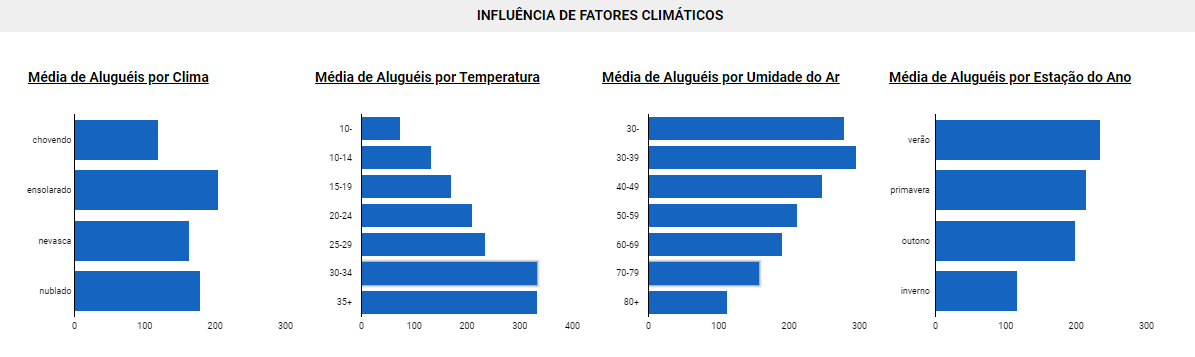 INFLUÊNCIA DE FATORES CLIMÁTICOS
Média de Aluguéis por Clima
chovendo
ensolarado
nevasca
nublado
0 100 200 300
Média de Aluguéis por Temperatura
10-
10-14
15-19
20-24
25-29
30-34
35+
0 100 200 300 400
Média de Aluguéis por Umidade do Ar
30-
30-39
40-49
50-59
60-69
70-79
80+
0 100 200 300
Média de Aluguéis por Estação do Ano
verão
primavera
outono
inverno
0 100 200 300